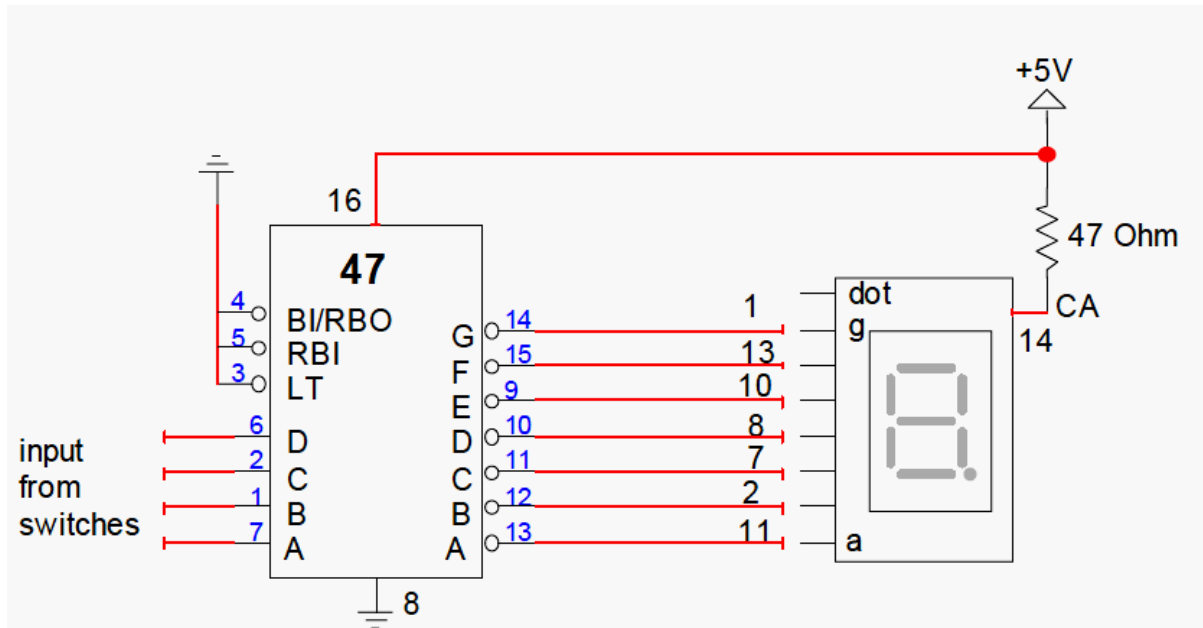 +5V
16
47 Ohm
47
4
BI/RBO
1
dot
CA
5
RBI
G
14
g
14
3
LT
F
15
13
E
9
10
6
D
D
10
8
input
from
switches
2
C
C
11
7
1
B
B
12
2
7
A
A
13
11
a
8